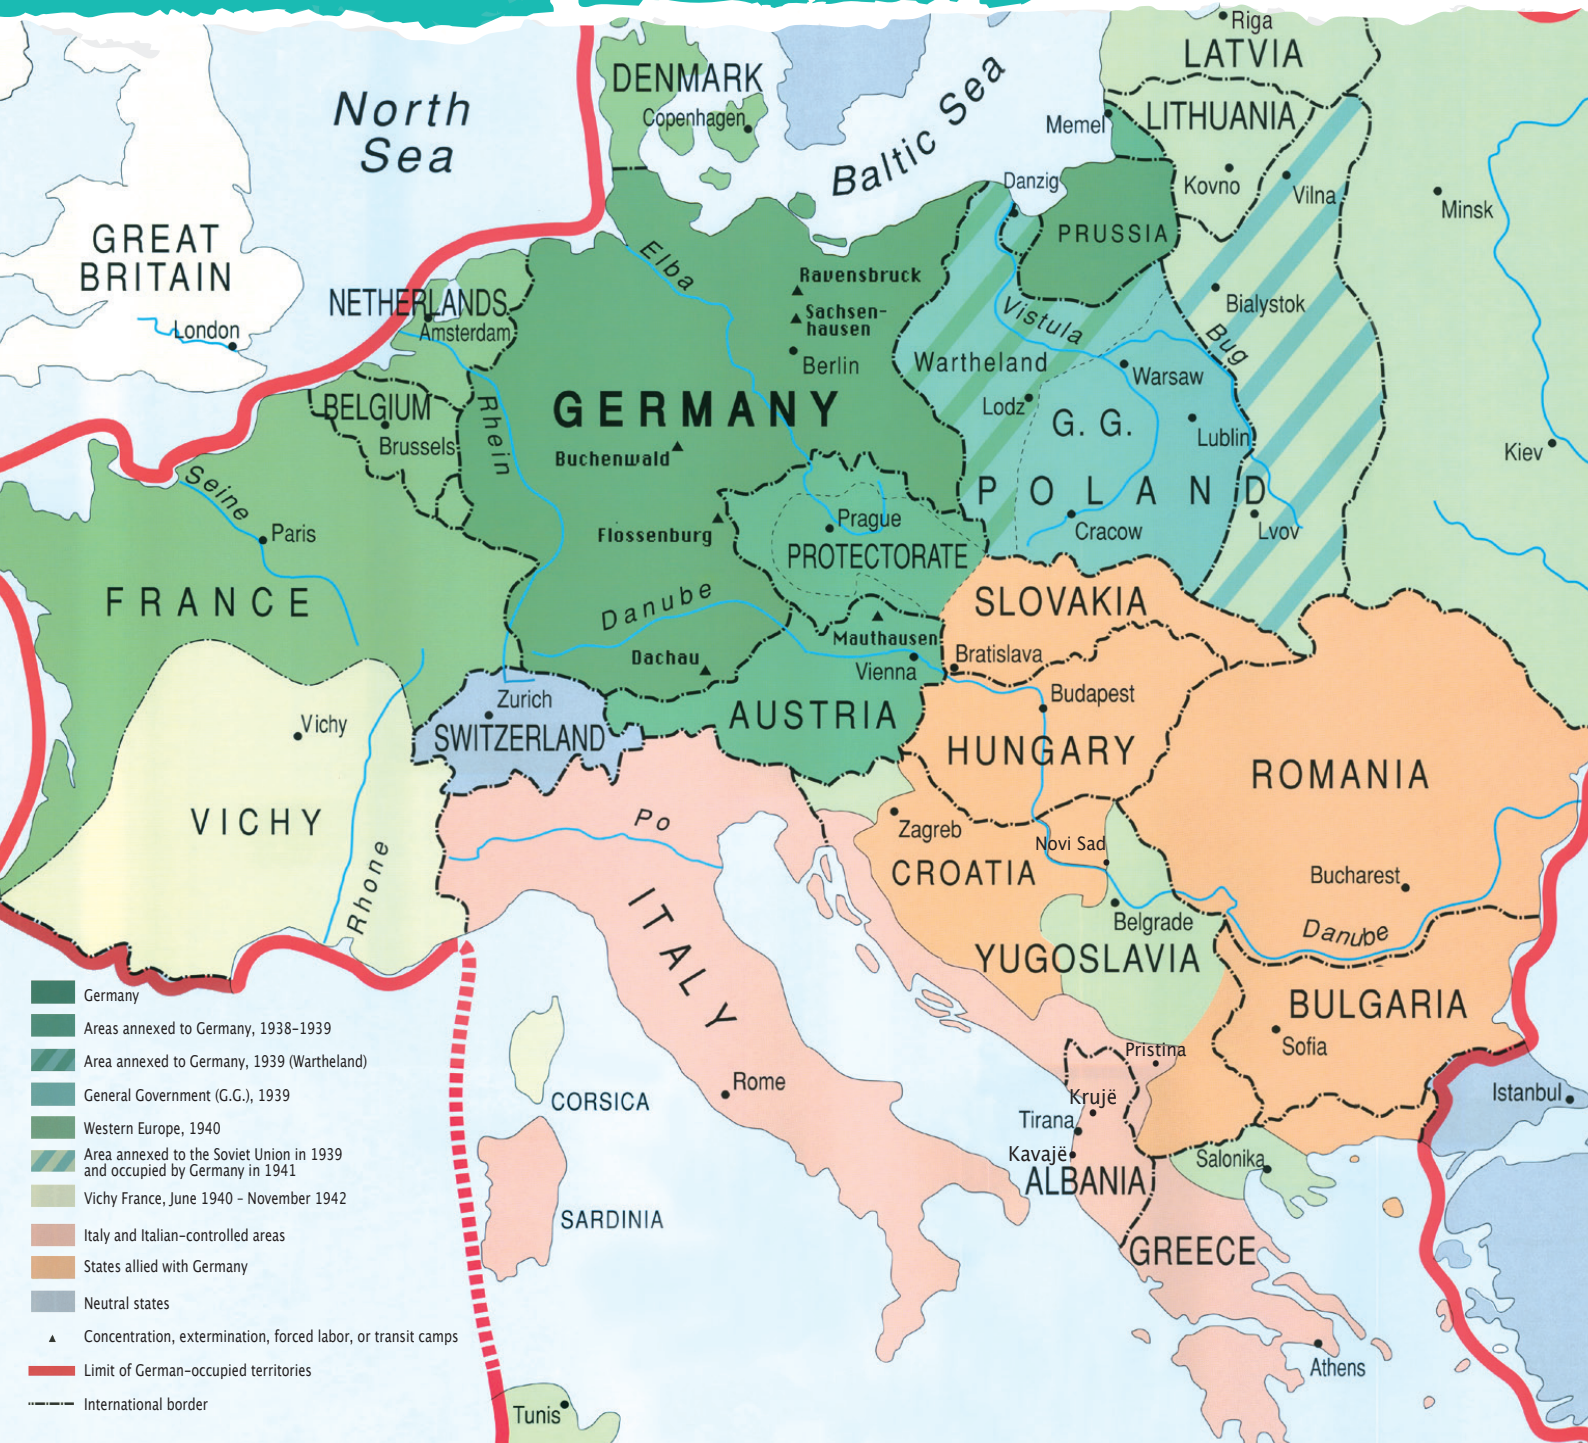 Riga
LATVIA
DENMARK
Copenhagen
North
Sea
Baltic Sea
Memel
LITHUANIA
Kovno
Vilna
Minsk
Danzig
PRUSSIA
GREAT
BRITAIN
London
Elba
Ravensbruck
Sachsen-
hausen
Berlin
NETHERLANDS
Amsterdam
Vistula
Bialystok
Bug
Wartheland
Warsaw
Lodz
G. G.
Lublin
POLAND
Kiev
BELGIUM
Brussels
Rhein
GERMANY
Buchenwald
Seine
Paris
Flossenburg
Prague
PROTECTORATE
Cracow
Lvov
FRANCE
Danube
SLOVAKIA
Mauthausen
Dachau
Vienna
Bratislava
Zurich
SWITZERLAND
AUSTRIA
Budapest
HUNGARY
ROMANIA
Vichy
VICHY
Rhone
Po
Zagreb
Novi Sad
CROATIA
Bucharest
Belgrade
Danube
ITALY
YUGOSLAVIA
BULGARIA
Sofia
Pristina
Rome
CORSICA
Krujë
Tirana
Istanbul
Kavajë
ALBANIA
Salonika
SARDINIA
GREECE
Athens
Tunis
Germany
Areas annexed to Germany, 1938-1939
Area annexed to Germany, 1939 (Wartheland)
General Government (G.G.), 1939
Western Europe, 1940
Area annexed to the Soviet Union in 1939
and occupied by Germany in 1941
Vichy France, June 1940 - November 1942
Italy and Italian-controlled areas
States allied with Germany
Neutral states
Concentration, extermination, forced labor, or transit camps
Limit of German-occupied territories
International border